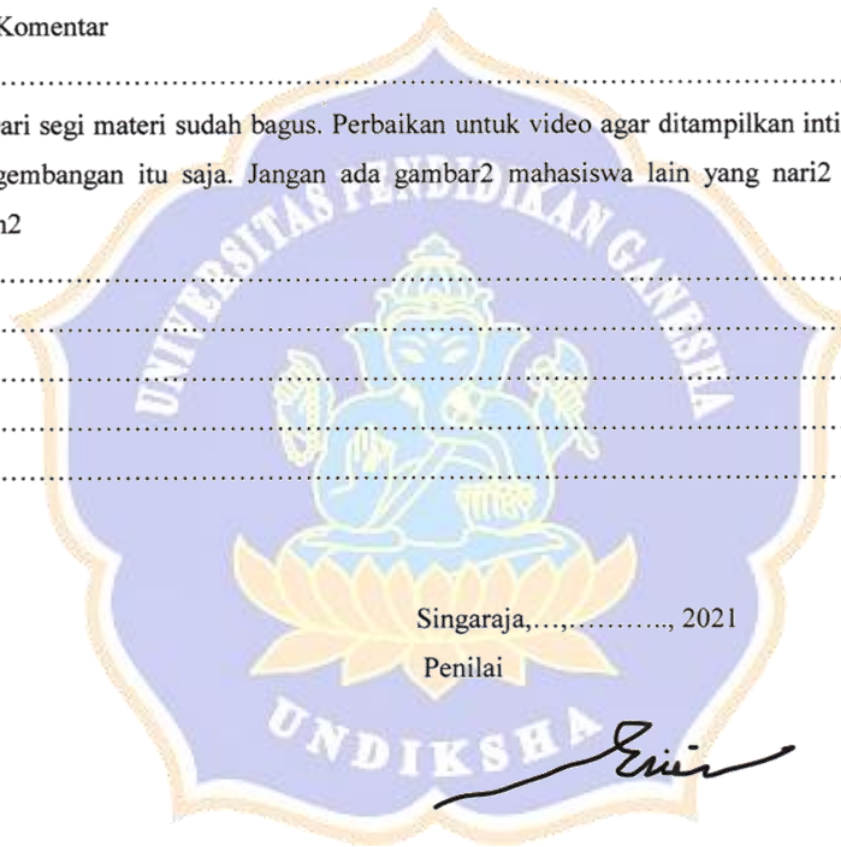 Komentar
ari segi materi sudah bagus. Perbaikan untuk video agar ditampilkan inti
gembangan itu saja. Jangan ada gambar2 mahasiswa lain yang nari2
n2
UNIVERSITAS PENDIDIKAN GANESHA
Singaraja,...,..........., 2021
Penilai
UNDIKSHA